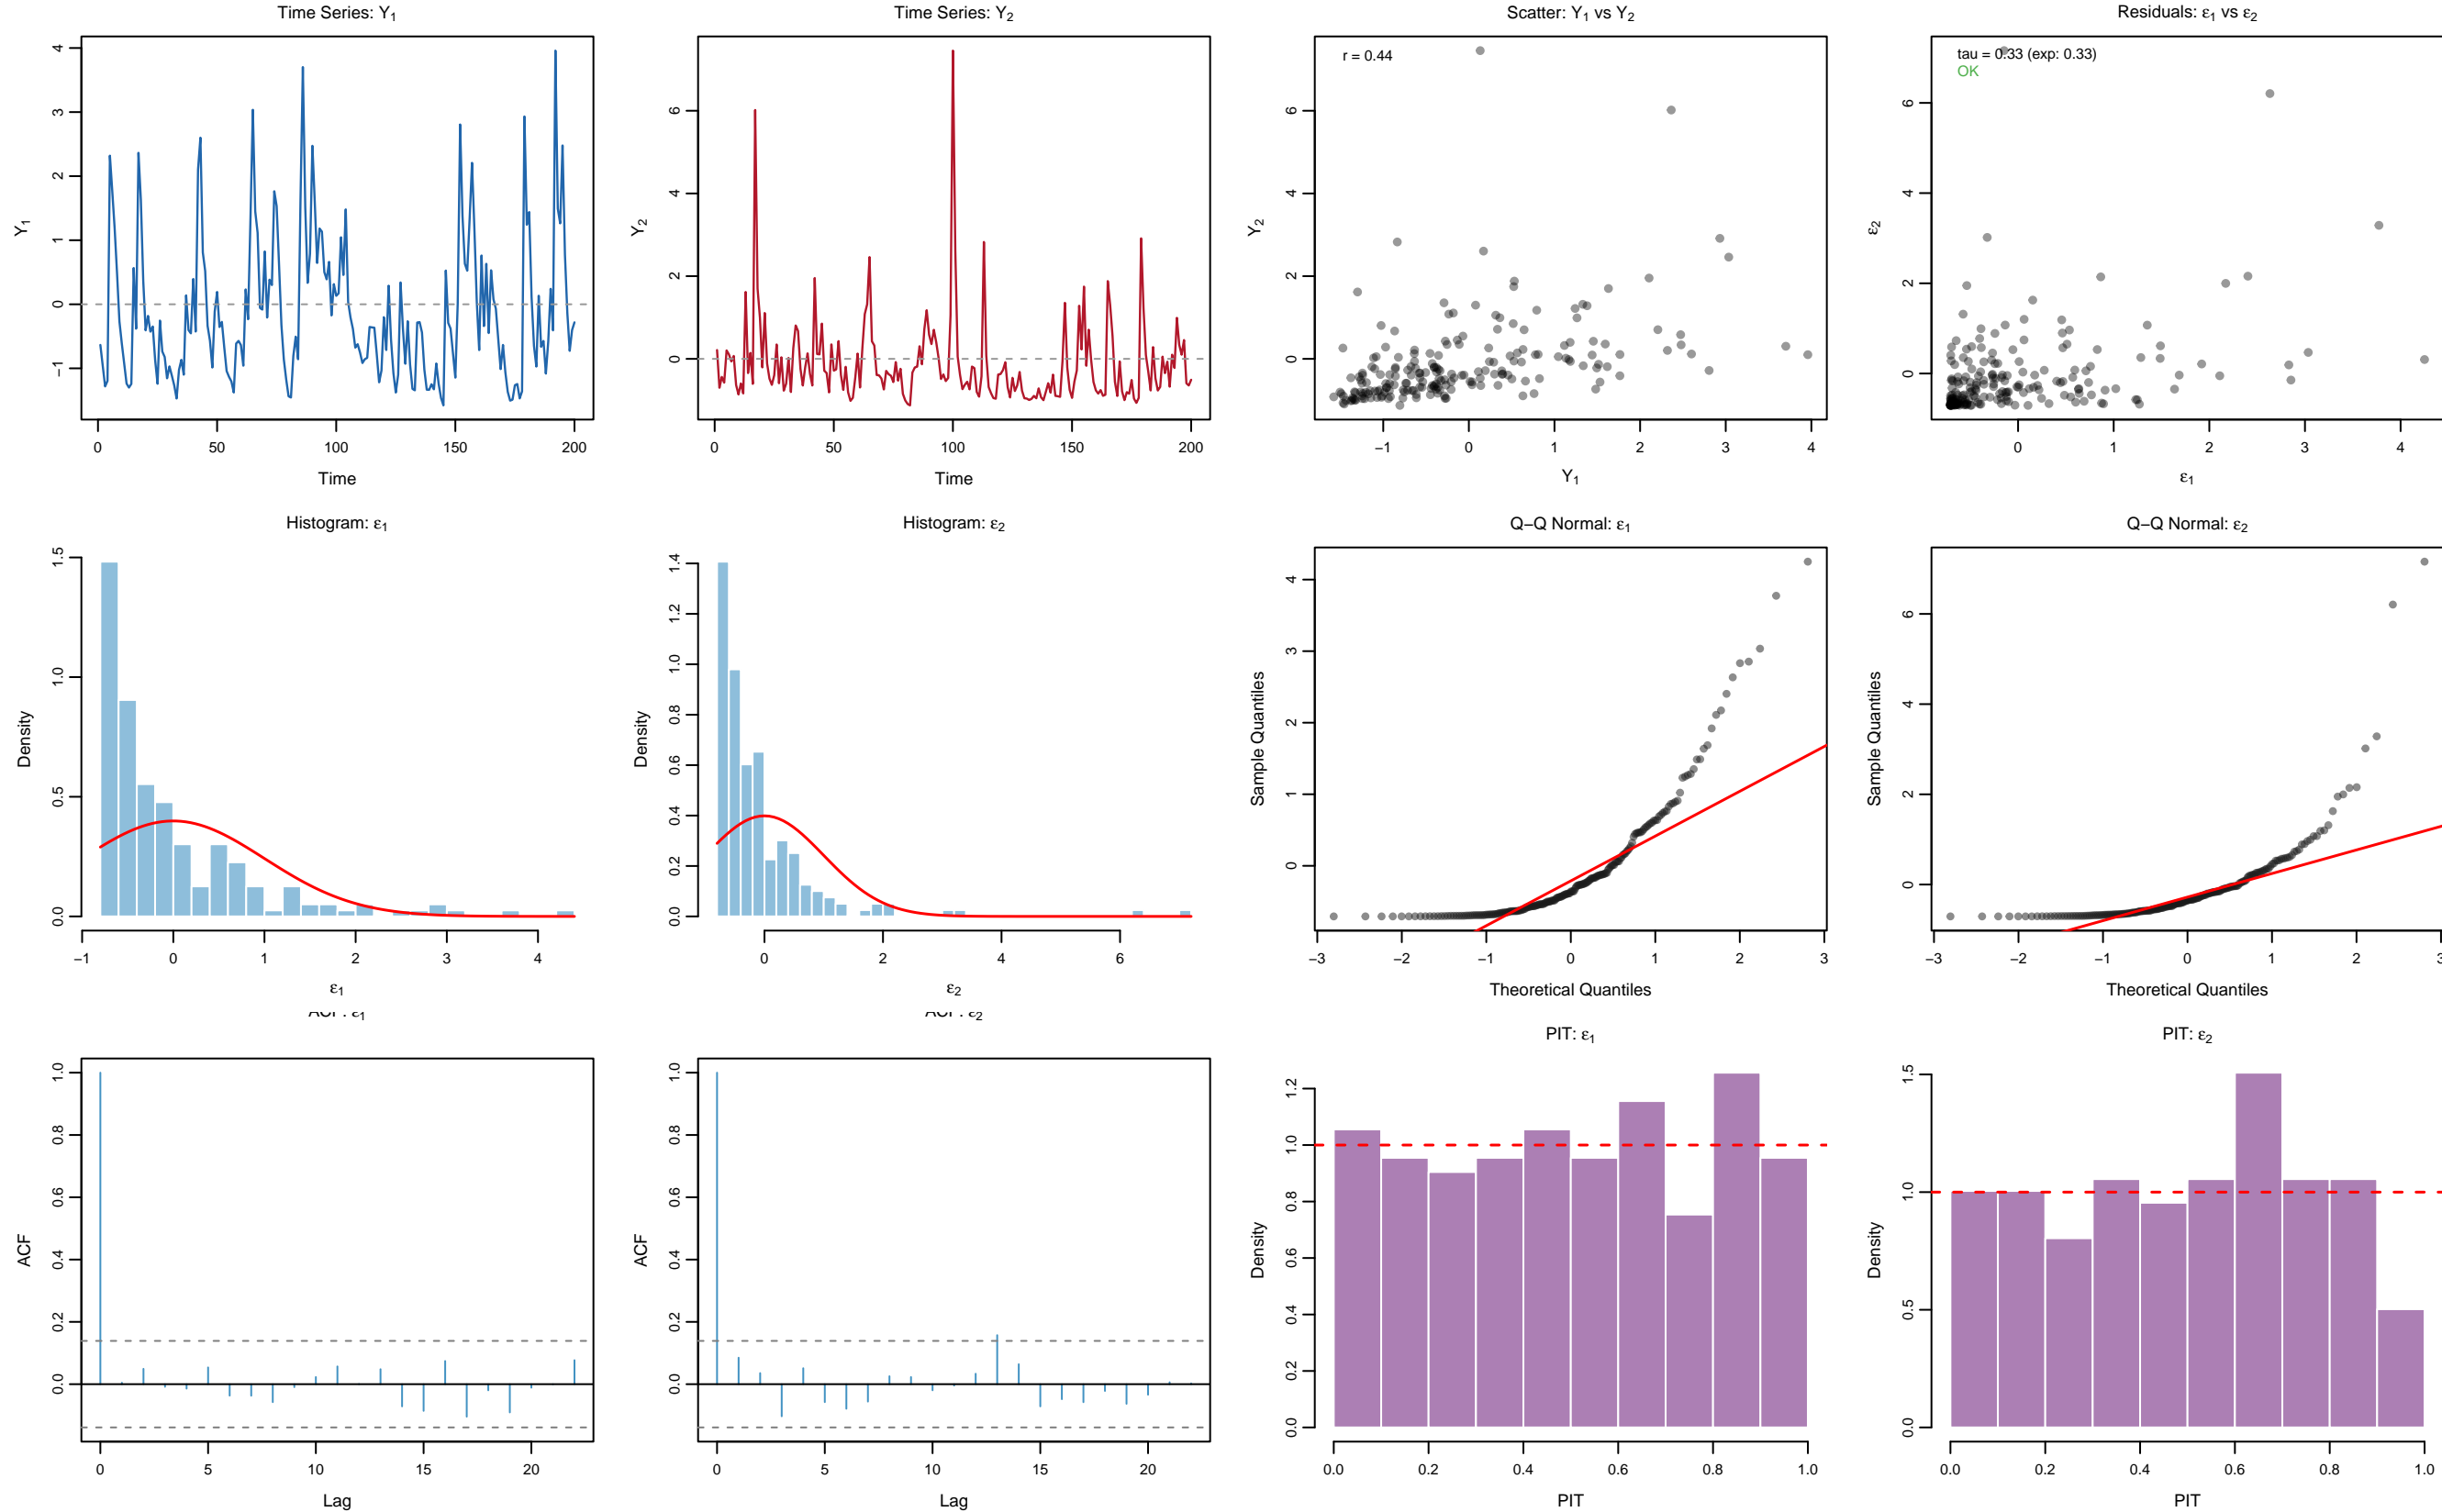 Time Series: Y1
4
3
2
1
0
−1
Y1
0 50 100 150 200
Time
Time Series: Y2
6
4
2
0
Y2
0 50 100 150 200
Time
Scatter: Y1 vs Y2
r = 0.44
6
4
2
0
Y2
−1 0 1 2 3 4
Y1
Residuals: ε1 vs ε2
tau = 0.33 (exp: 0.33)
OK
6
4
2
0
ε2
0 1 2 3 4
ε1
Histogram: ε1
1.5
1.0
0.5
0.0
Density
−1 0 1 2 3 4
ε1
Histogram: ε2
1.4
1.2
1.0
0.8
0.6
0.4
0.2
0.0
Density
0 2 4 6
ε2
Q−Q Normal: ε1
4
3
2
1
0
Sample Quantiles
−3 −2 −1 0 1 2 3
Theoretical Quantiles
Q−Q Normal: ε2
6
4
2
0
Sample Quantiles
−3 −2 −1 0 1 2 3
Theoretical Quantiles
ACF: ε1
1.0
0.8
0.6
0.4
0.2
0.0
ACF
0 5 10 15 20
Lag
ACF: ε2
1.0
0.8
0.6
0.4
0.2
0.0
ACF
0 5 10 15 20
Lag
PIT: ε1
1.2
1.0
0.8
0.6
0.4
0.2
0.0
Density
0.0 0.2 0.4 0.6 0.8 1.0
PIT
PIT: ε2
1.5
1.0
0.5
0.0
Density
0.0 0.2 0.4 0.6 0.8 1.0
PIT